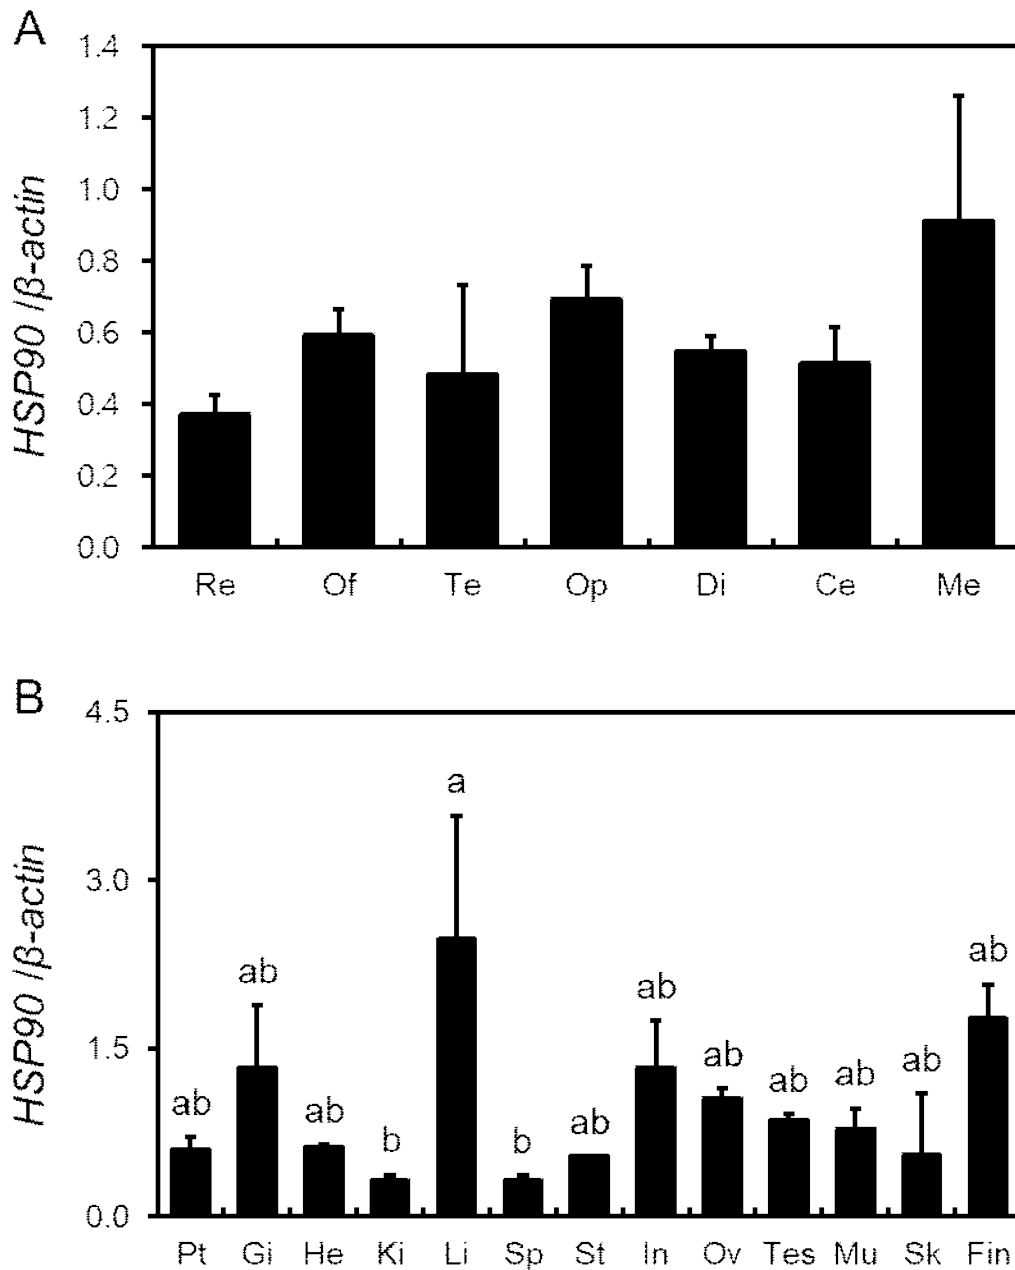 A
HSP90 /β-actin
1.4
1.2
1.0
0.8
0.6
0.4
0.2
0.0
Re Of Te Op Di Ce Me
B
HSP90 /β-actin
4.5
3.0
1.5
0.0
ab ab ab b a b ab ab ab ab ab ab ab
Pt Gi He Ki Li Sp St In Ov Tes Mu Sk Fin